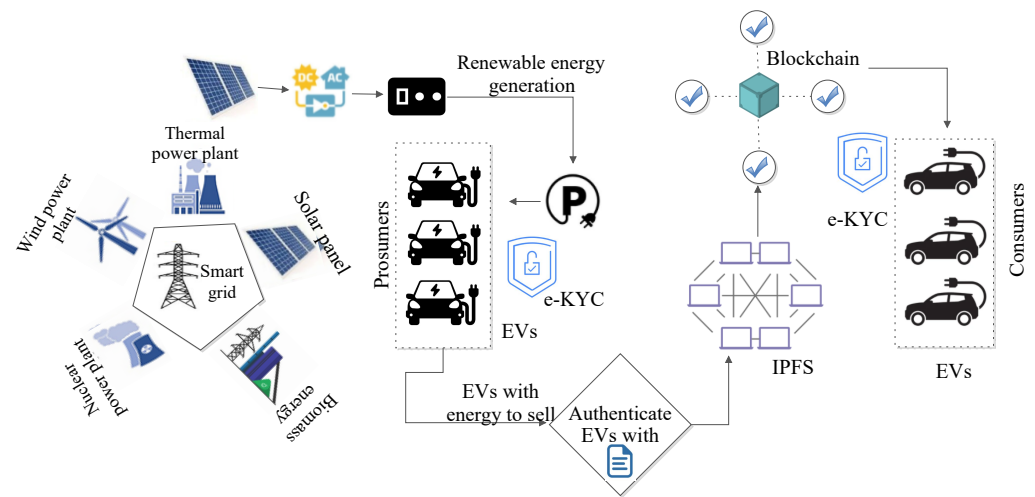 Renewable energy
generation
DC
AC
Blockchain
Thermal
power plant
Wind power
plant
Solar panel
Smart
grid
Nuclear
power plant
Biomass
energy
Prosumers
P
e-KYC
EVs
e-KYC
Consumers
EVs
IPFS
EVs with
energy to sell
Authenticate
EVs with